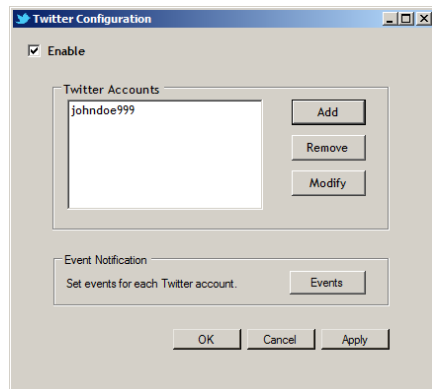 Twitter Configuration
Enable
Twitter Accounts
johndoe999
Add
Remove
Modify
Event Notification
Set events for each Twitter account.
Events
OK
Cancel
Apply